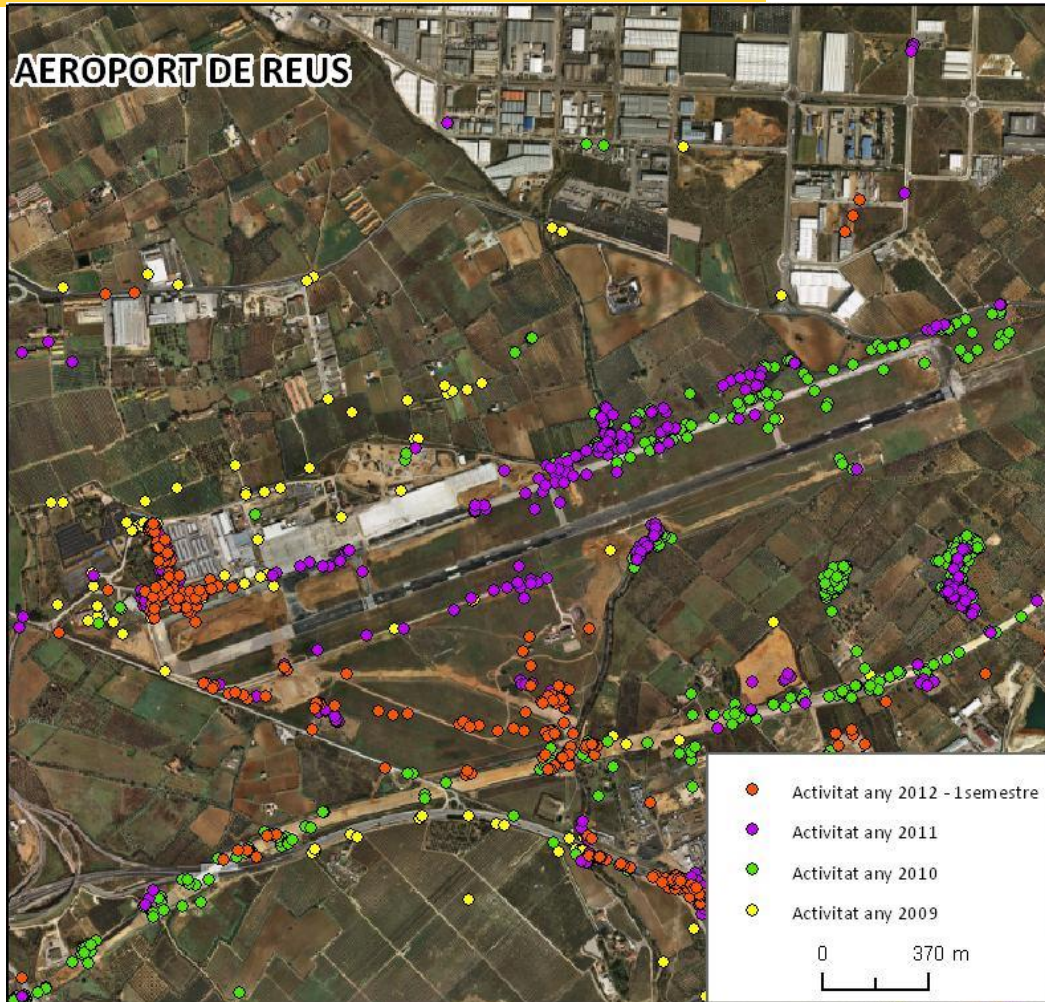 AEROPORT DE REUS
Activitat any 2012 - 1semestre
Activitat any 2011
Activitat any 2010
Activitat any 2009
0 370 m